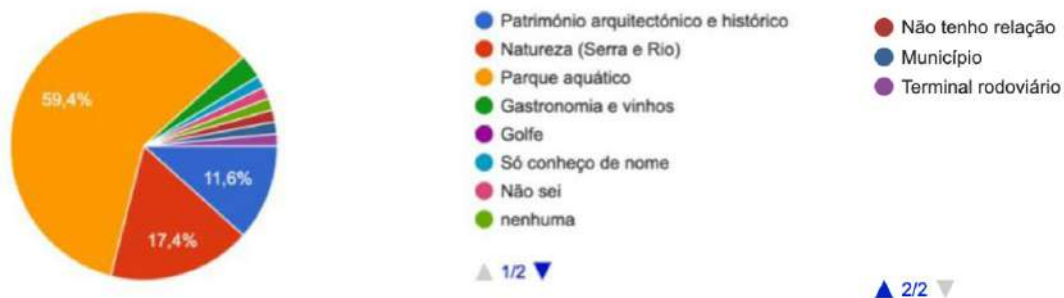 59,4%
11,6%
17,4%
Património arquitectónico e histórico
Natureza (Serra e Rio)
Parque aquático
Gastronomia e vinhos
Golfe
Só conheço de nome
Não sei
nenhuma
1/2
Não tenho relação
Município
Terminal rodoviário
2/2